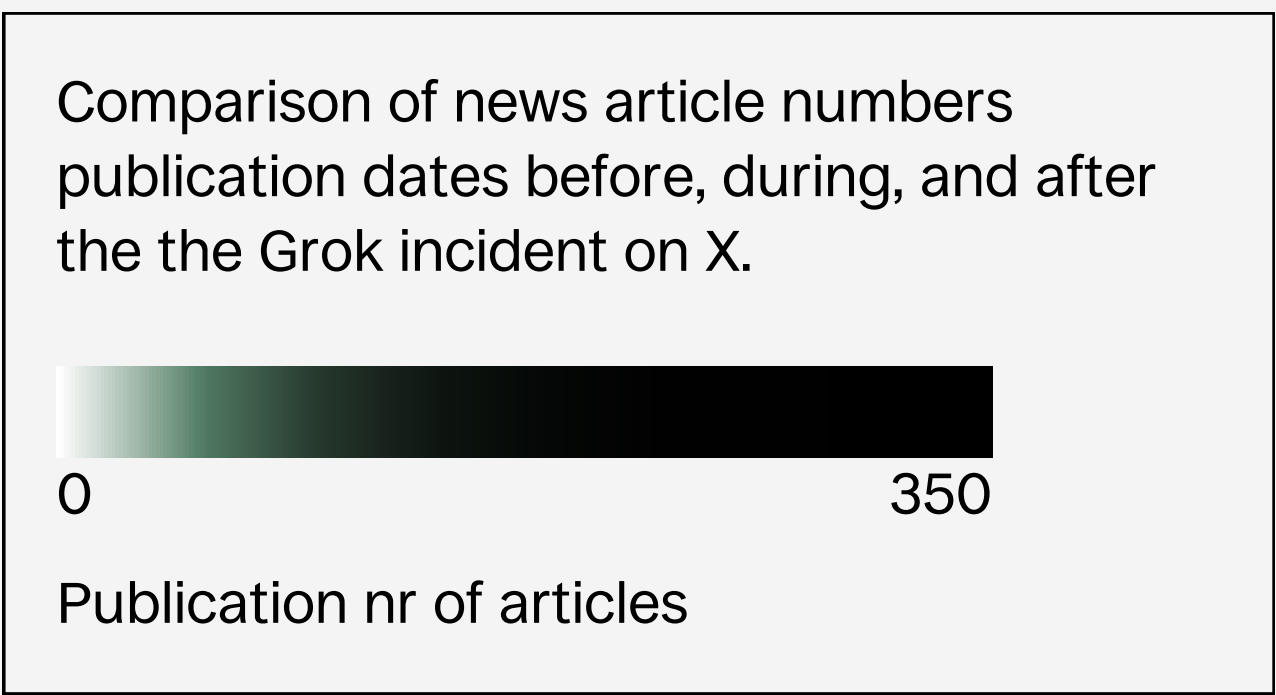 Comparison of news article numbers
publication dates before, during, and after
the the Grok incident on X.
0
350
Publication nr of articles